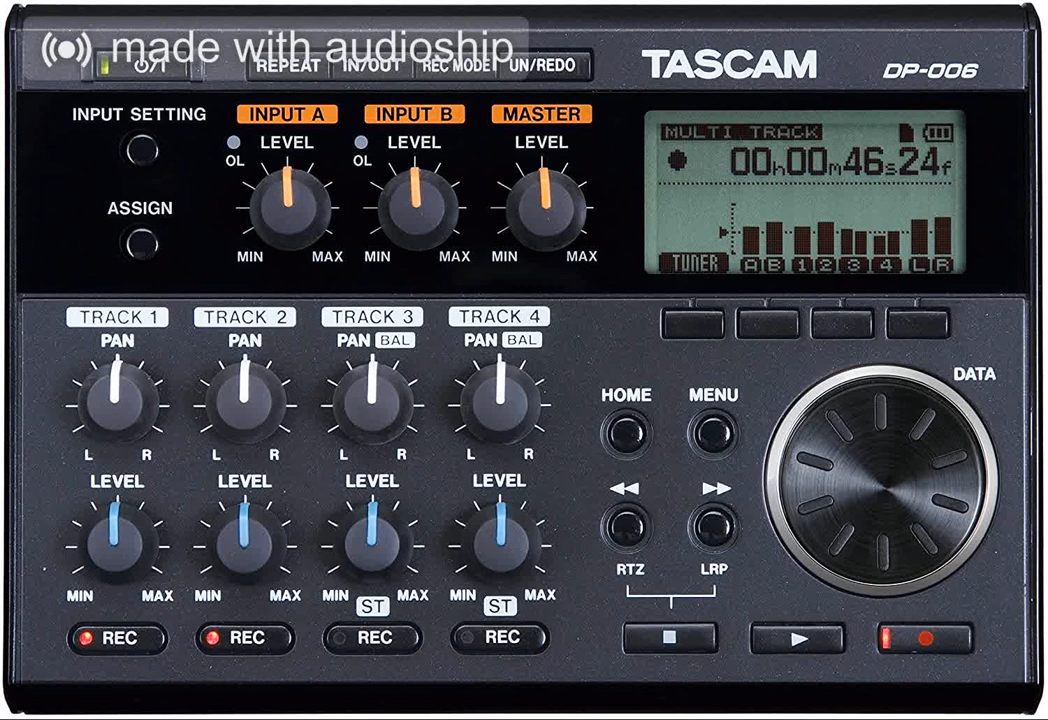 made with audioship
REPEAT IN/OUT REC MODE UN/REDO
TASCAM
DP-006
INPUT SETTING
ASSIGN
INPUT A
LEVEL
OL
MIN MAX
INPUT B
LEVEL
OL
MIN MAX
MASTER
LEVEL
MIN MAX
MULTI TRACK
00h00m46s24f
TUNER A B 1 2 3 4 L R
TRACK 1 TRACK 2 TRACK 3 TRACK 4
PAN PAN PAN BAL PAN BAL
L R L R L R L R
LEVEL LEVEL LEVEL LEVEL
MIN MAX MIN MAX MIN MAX MIN MAX
ST ST
REC REC REC REC
HOME MENU
DATA
RTZ LRP